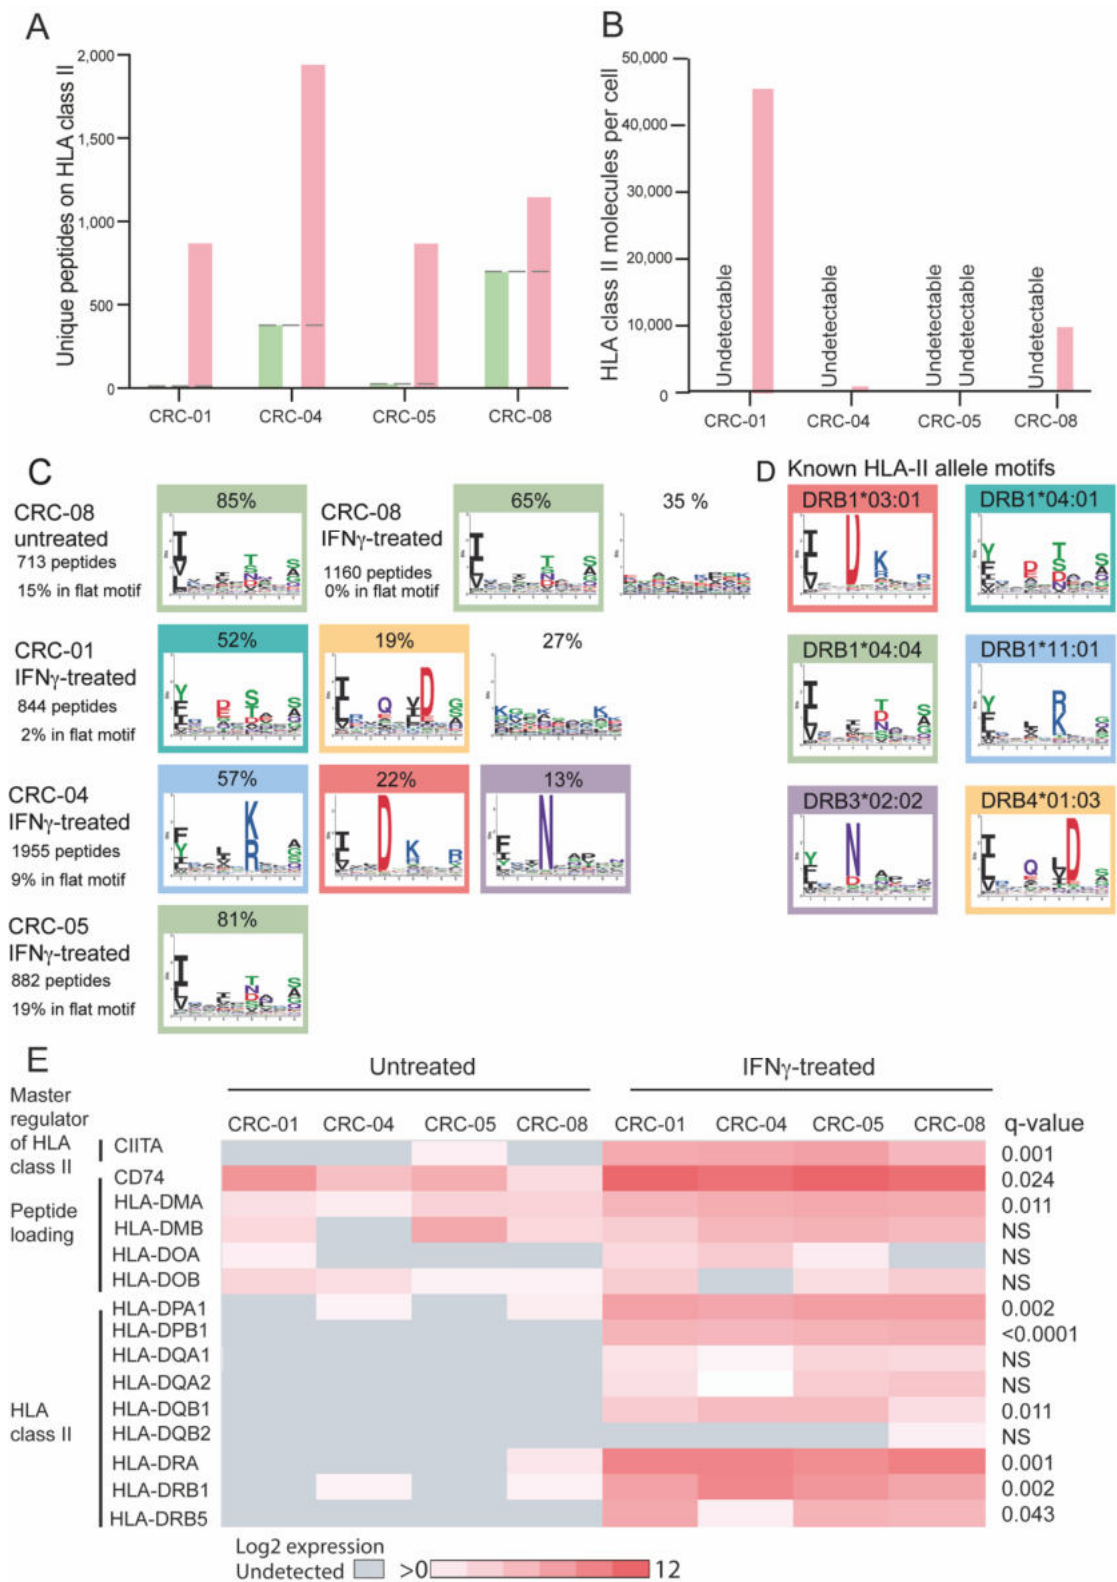 A
Unique peptides on HLA class II
2,000
1,500
1,000
500
0
CRC-01
CRC-04
CRC-05
CRC-08
B
HLA class II molecules per cell
50,000
40,000
30,000
20,000
10,000
0
Undetectable
Undetectable
Undetectable
Undetectable
Undetectable
CRC-01
CRC-04
CRC-05
CRC-08
C
CRC-08
untreated
713 peptides
15% in flat motif
85%
CRC-08
IFNγ-treated
1160 peptides
0% in flat motif
65%
35 %
CRC-01
IFNγ-treated
844 peptides
2% in flat motif
52%
19%
27%
CRC-04
IFNγ-treated
1955 peptides
9% in flat motif
57%
22%
13%
CRC-05
IFNγ-treated
882 peptides
19% in flat motif
81%
D
Known HLA-II allele motifs
DRB1*03:01
DRB1*04:01
DRB1*04:04
DRB1*11:01
DRB3*02:02
DRB4*01:03
E
Untreated
IFNγ-treated
CRC-01 CRC-04 CRC-05 CRC-08 CRC-01 CRC-04 CRC-05 CRC-08 q-value
Master
regulator
of HLA
class II
CIITA 0.001
CD74 0.024
Peptide
loading
HLA-DMA 0.011
HLA-DMB NS
HLA-DOA NS
HLA-DOB NS
HLA
class II
HLA-DPA1 0.002
HLA-DPB1 <0.0001
HLA-DQA1 NS
HLA-DQA2 NS
HLA-DQB1 0.011
HLA-DQB2 NS
HLA-DRA 0.001
HLA-DRB1 0.002
HLA-DRB5 0.043
Log2 expression
Undetected >0 12